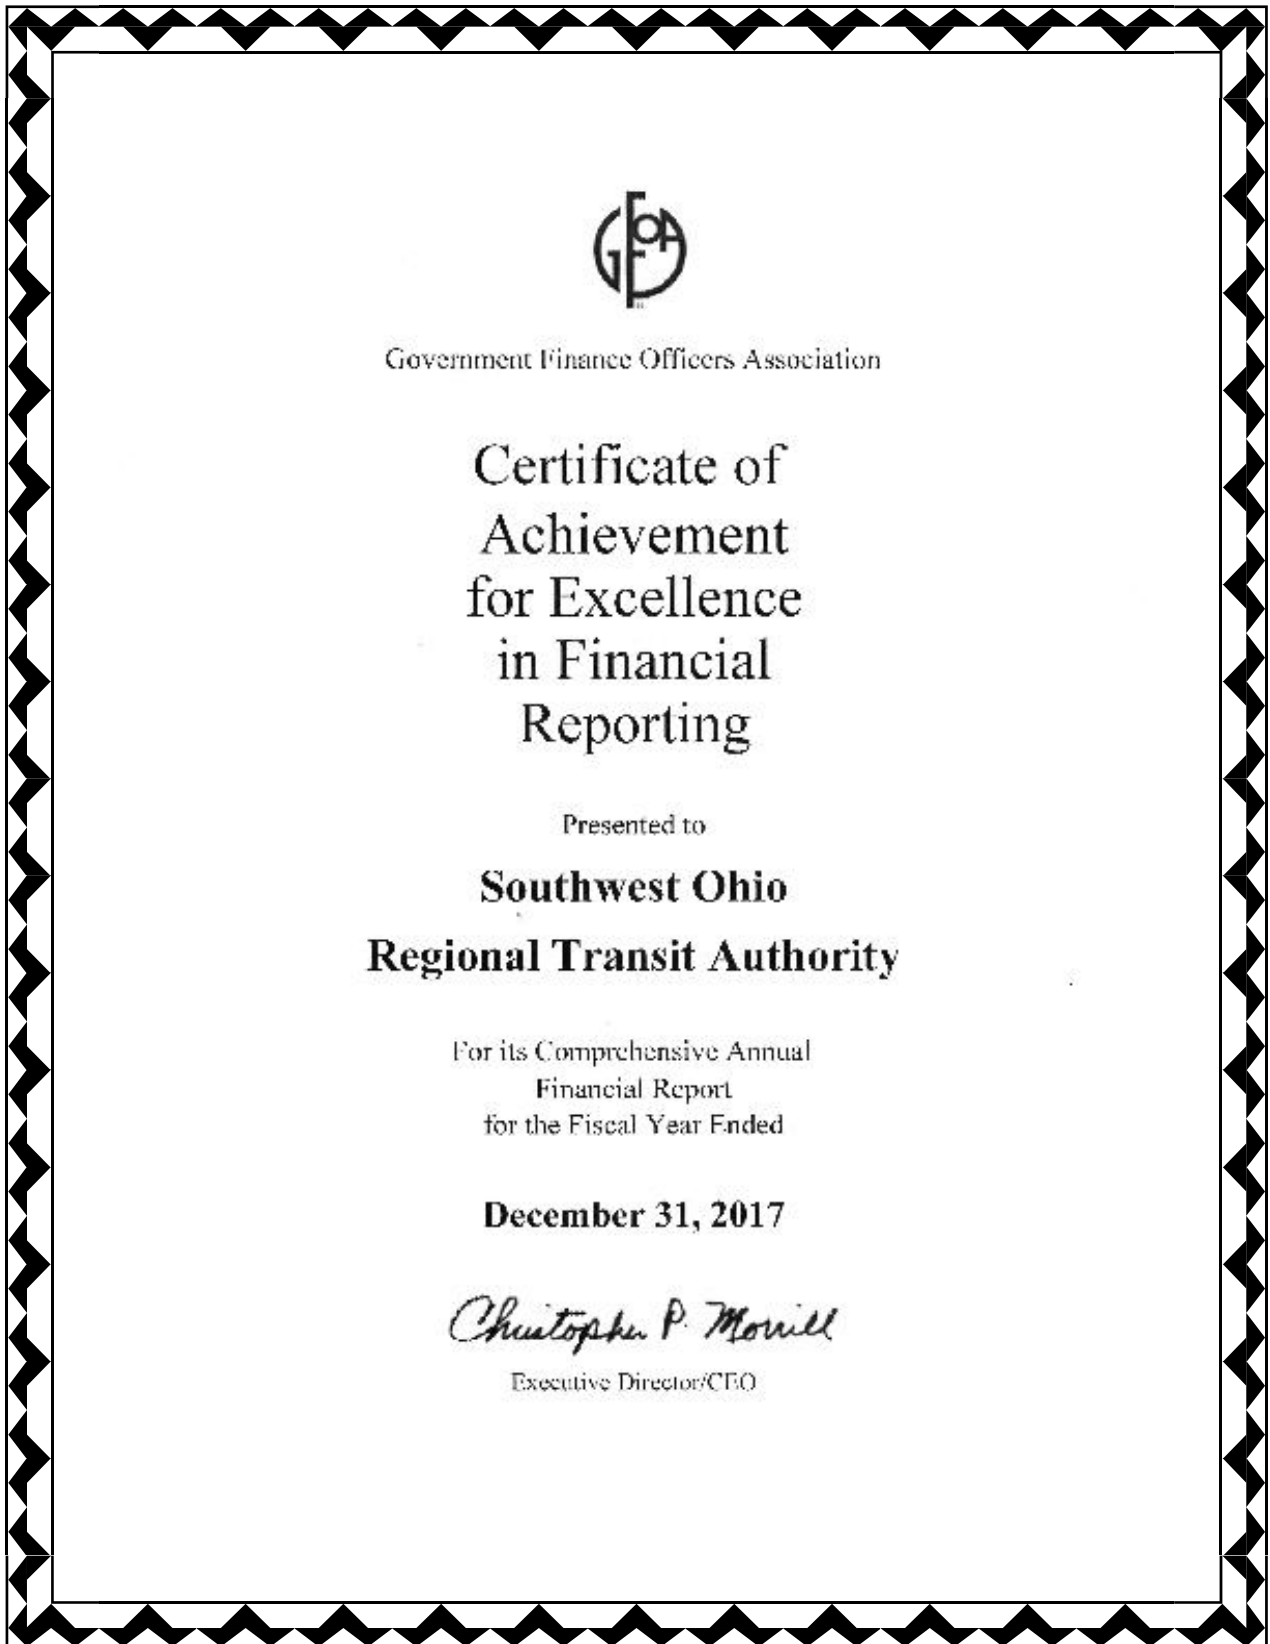 GFOA
Government Finance Officers Association
Certificate of
Achievement
for Excellence
in Financial
Reporting
Presented to
Southwest Ohio
Regional Transit Authority
For its Comprehensive Annual
Financial Report
for the Fiscal Year Ended
December 31, 2017
Christopher P. Morrill
Executive Director/CEO